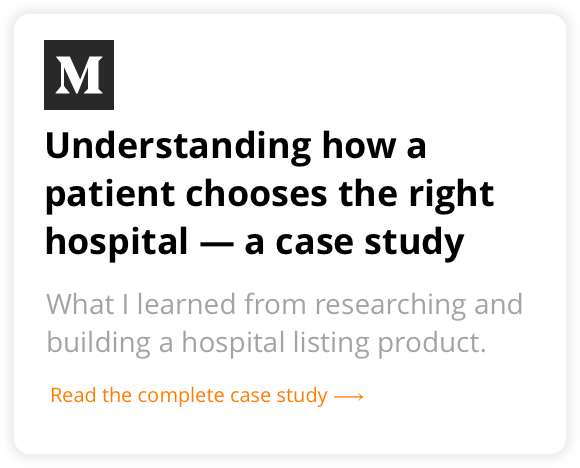 M
Understanding how a
patient chooses the right
hospital — a case study
What I learned from researching and
building a hospital listing product.
Read the complete case study ⟶